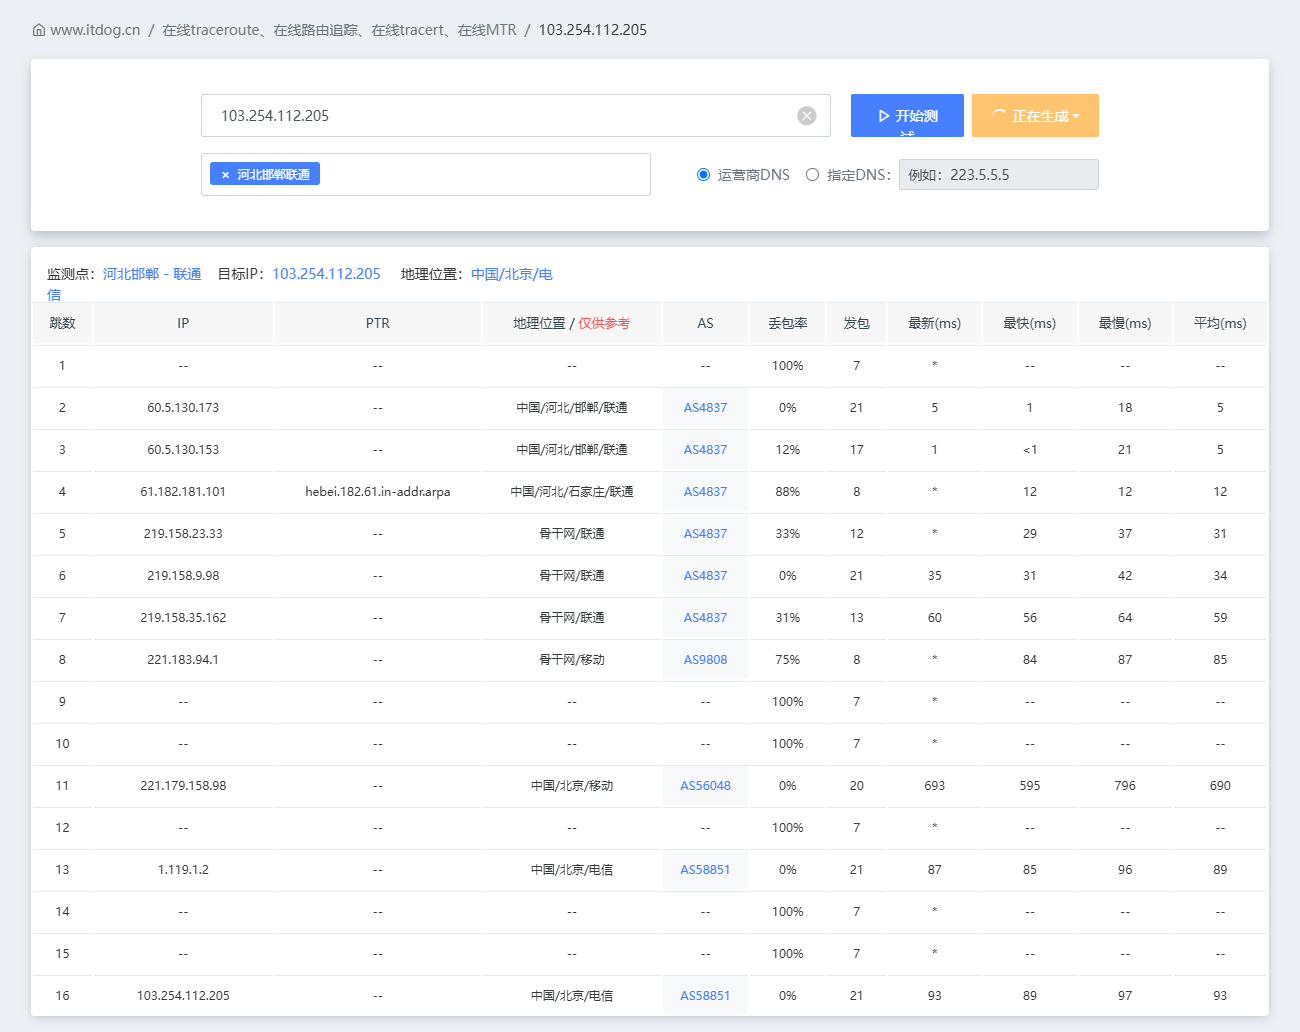 www.itdog.cn / 在线traceroute、在线路由追踪、在线tracert、在线MTR / 103.254.112.205
103.254.112.205 开始测 正在生成
× 河北邯郸联通 运营商DNS 指定DNS： 例如：223.5.5.5
监测点：河北邯郸 - 联通 目标IP：103.254.112.205 地理位置：中国/北京/电
信
跳数 IP PTR 地理位置 / 仅供参考 AS 丢包率 发包 最新(ms) 最快(ms) 最慢(ms) 平均(ms)
1 -- -- -- -- 100% 7 * -- -- --
2 60.5.130.173 -- 中国/河北/邯郸/联通 AS4837 0% 21 5 1 18 5
3 60.5.130.153 -- 中国/河北/邯郸/联通 AS4837 12% 17 1 <1 21 5
4 61.182.181.101 hebei.182.61.in-addr.arpa 中国/河北/石家庄/联通 AS4837 88% 8 * 12 12 12
5 219.158.23.33 -- 骨干网/联通 AS4837 33% 12 * 29 37 31
6 219.158.9.98 -- 骨干网/联通 AS4837 0% 21 35 31 42 34
7 219.158.35.162 -- 骨干网/联通 AS4837 31% 13 60 56 64 59
8 221.183.94.1 -- 骨干网/移动 AS9808 75% 8 * 84 87 85
9 -- -- -- -- 100% 7 * -- -- --
10 -- -- -- -- 100% 7 * -- -- --
11 221.179.158.98 -- 中国/北京/移动 AS56048 0% 20 693 595 796 690
12 -- -- -- -- 100% 7 * -- -- --
13 1.119.1.2 -- 中国/北京/电信 AS58851 0% 21 87 85 96 89
14 -- -- -- -- 100% 7 * -- -- --
15 -- -- -- -- 100% 7 * -- -- --
16 103.254.112.205 -- 中国/北京/电信 AS58851 0% 21 93 89 97 93